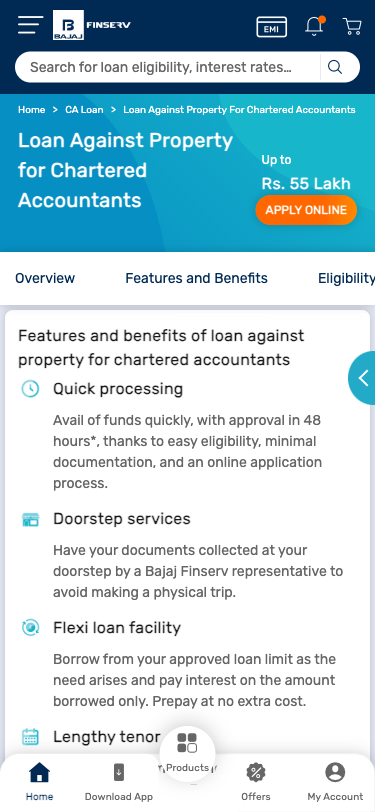 BAJAJ FINSERV
EMI
Search for loan eligibility, interest rates...
Home > CA Loan > Loan Against Property For Chartered Accountants
Loan Against Property
for Chartered
Accountants
Up to
Rs. 55 Lakh
APPLY ONLINE
Overview Features and Benefits Eligibility
Features and benefits of loan against
property for chartered accountants
Quick processing
Avail of funds quickly, with approval in 48
hours*, thanks to easy eligibility, minimal
documentation, and an online application
process.
Doorstep services
Have your documents collected at your
doorstep by a Bajaj Finserv representative to
avoid making a physical trip.
Flexi loan facility
Borrow from your approved loan limit as the
need arises and pay interest on the amount
borrowed only. Prepay at no extra cost.
Lengthy tenor
Products
Home Download App Offers My Account